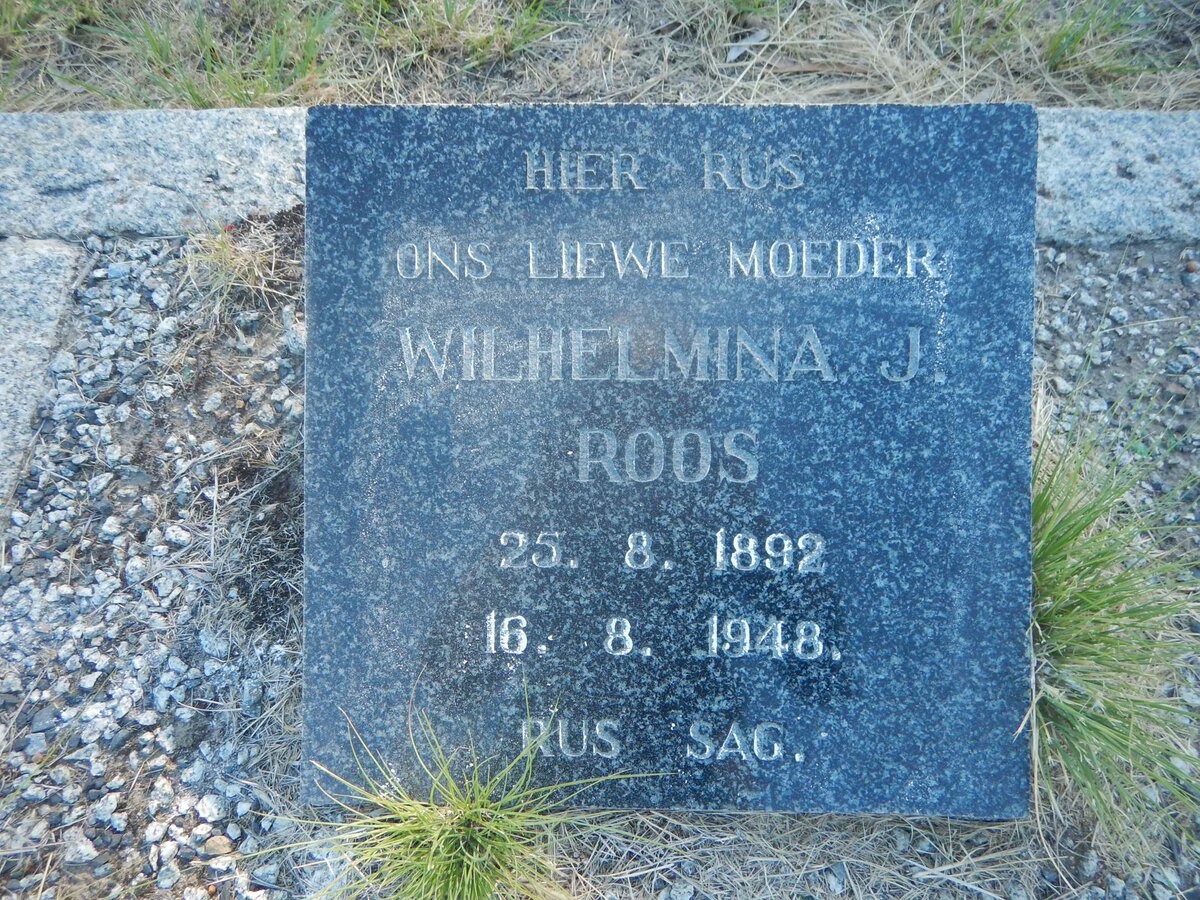 HIER RUS
ONS LIEWE MOEDER
WILHELMINA J.
ROOS
25. 8. 1892
16. 8. 1948.
RUS SAG.